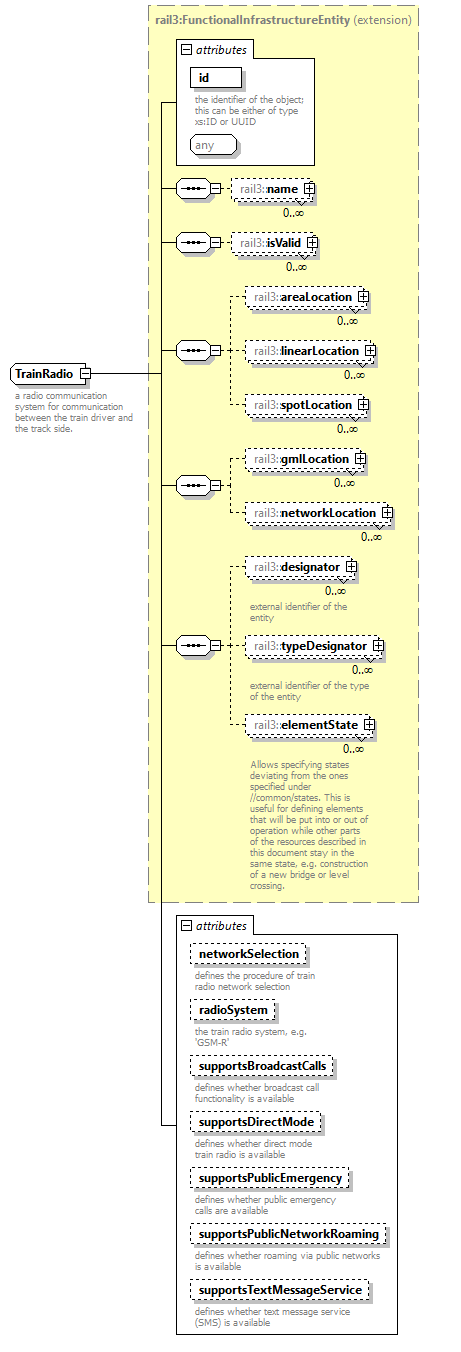 rail3:FunctionalInfrastructureEntity (extension)
attributes
id
the identifier of the object;
this can be either of type
xs:ID or UUID
any
rail3::name
0..∞
rail3::isValid
0..∞
rail3::areaLocation
0..∞
rail3::linearLocation
0..∞
rail3::spotLocation
0..∞
TrainRadio
a radio communication
system for communication
between the train driver and
the track side.
rail3::gmlLocation
0..∞
rail3::networkLocation
0..∞
rail3::designator
0..∞
external identifier of the
entity
rail3::typeDesignator
0..∞
external identifier of the type
of the entity
rail3::elementState
0..∞
Allows specifying states
deviating from the ones
specified under
//common/states. This is
useful for defining elements
that will be put into or out of
operation while other parts
of the resources described in
this document stay in the
same state, e.g. construction
of a new bridge or level
crossing.
attributes
networkSelection
defines the procedure of train
radio network selection
radioSystem
the train radio system, e.g.
'GSM-R'
supportsBroadcastCalls
defines whether broadcast call
functionality is available
supportsDirectMode
defines whether direct mode
train radio is available
supportsPublicEmergency
defines whether public emergency
calls are available
supportsPublicNetworkRoaming
defines whether roaming via public networks
is available
supportsTextMessageService
defines whether text message service
(SMS) is available